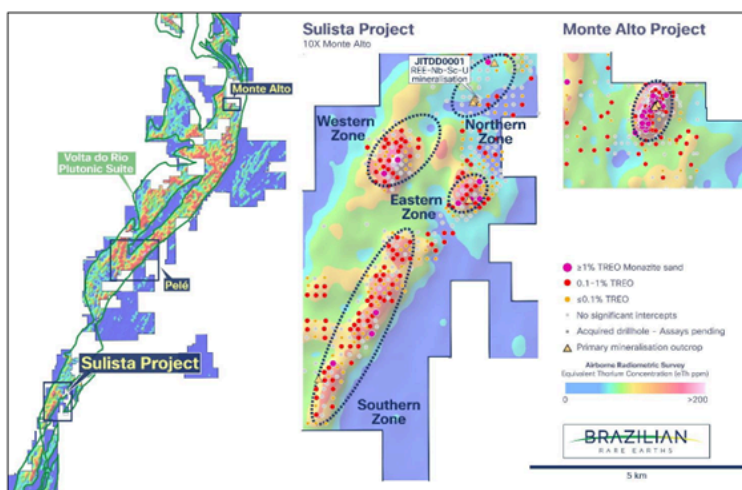 Monte Alto
Volta do Rio
Plutonic Suite
Pelé
Sulista Project
Sulista Project
10X Monte Alto
JITDD0001
REE-Nb-Sc-U
mineralisation
Western
Zone
Northern
Zone
Eastern
Zone
Southern
Zone
Monte Alto Project
≥1% TREO Monazite sand
0.1–1% TREO
≤0.1% TREO
No significant intercepts
Acquired drillhole – Assays pending
Primary mineralisation outcrop
Airborne Radiometric Survey
Equivalent Thorium Concentration (eTh ppm)
0 >200
BRAZILIAN
RARE EARTHS
5 km